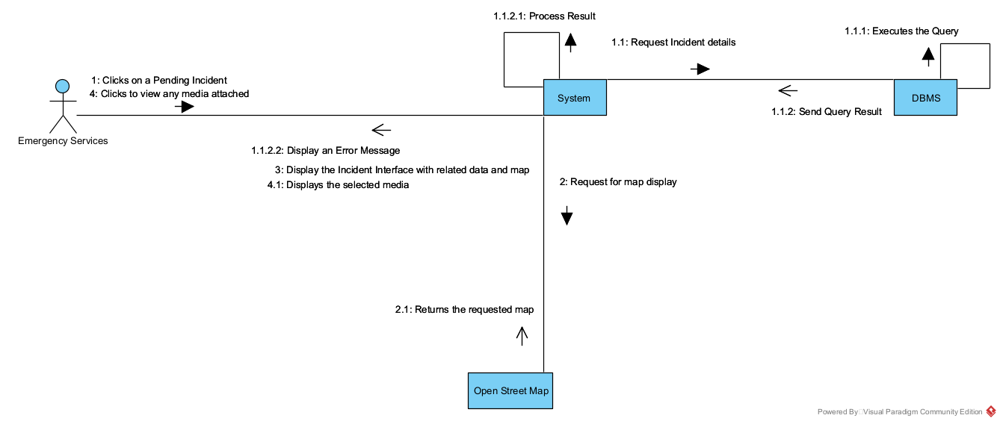 1.1.2.1: Process Result
1.1.1: Executes the Query
1.1: Request Incident details
1: Clicks on a Pending Incident
4: Clicks to view any media attached
System
DBMS
1.1.2: Send Query Result
Emergency Services
1.1.2.2: Display an Error Message
3: Display the Incident Interface with related data and map
4.1: Displays the selected media
2: Request for map display
2.1: Returns the requested map
Open Street Map
Powered By Visual Paradigm Community Edition